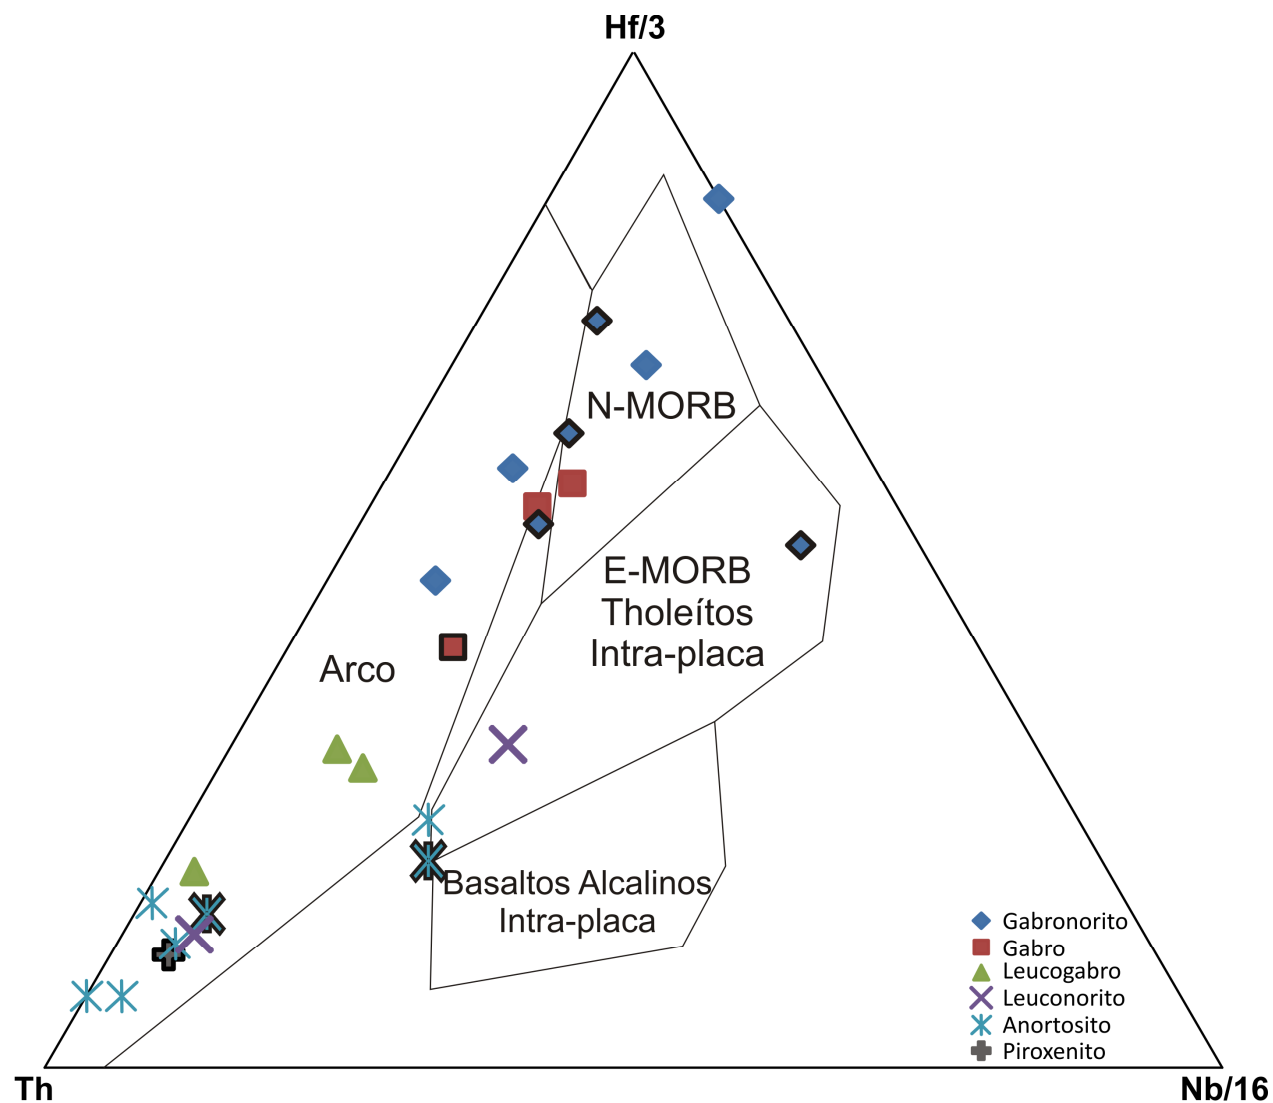 Hf/3
N-MORB
E-MORB
Tholeítos
Intra-placa
Arco
Basaltos Alcalinos
Intra-placa
Gabronorito
Gabro
Leucogabro
Leuconorito
Anortosito
Piroxenito
Th
Nb/16